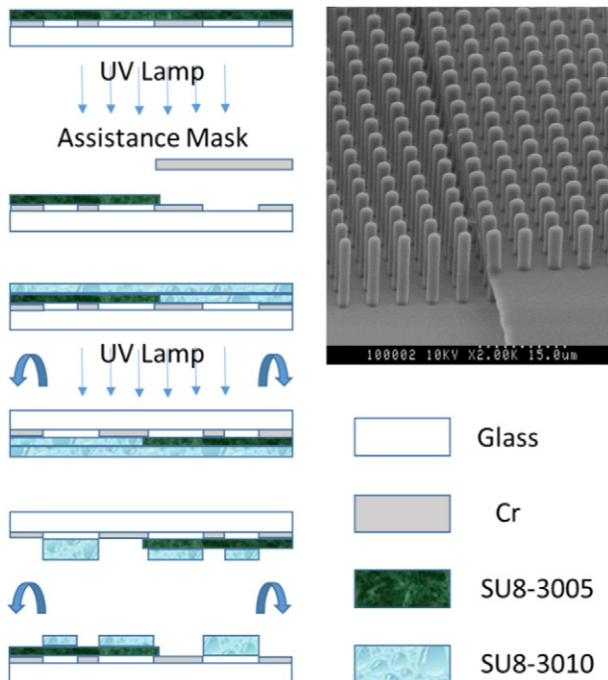 UV Lamp
Assistance Mask
UV Lamp
100002 10KV X2.00K 15.0um
Glass
Cr
SU8-3005
SU8-3010